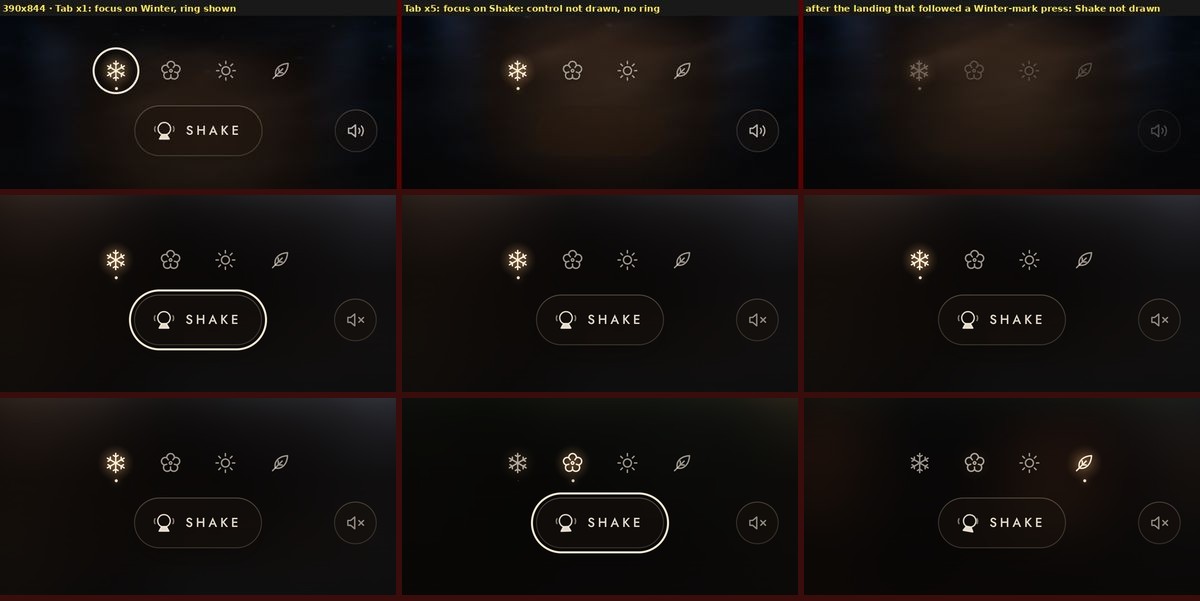 390x844 · Tab x1: focus on Winter, ring shown
Tab x5: focus on Shake: control not drawn, no ring
after the landing that followed a Winter-mark press: Shake not drawn
SHAKE
SHAKE
SHAKE
SHAKE
SHAKE
SHAKE
SHAKE